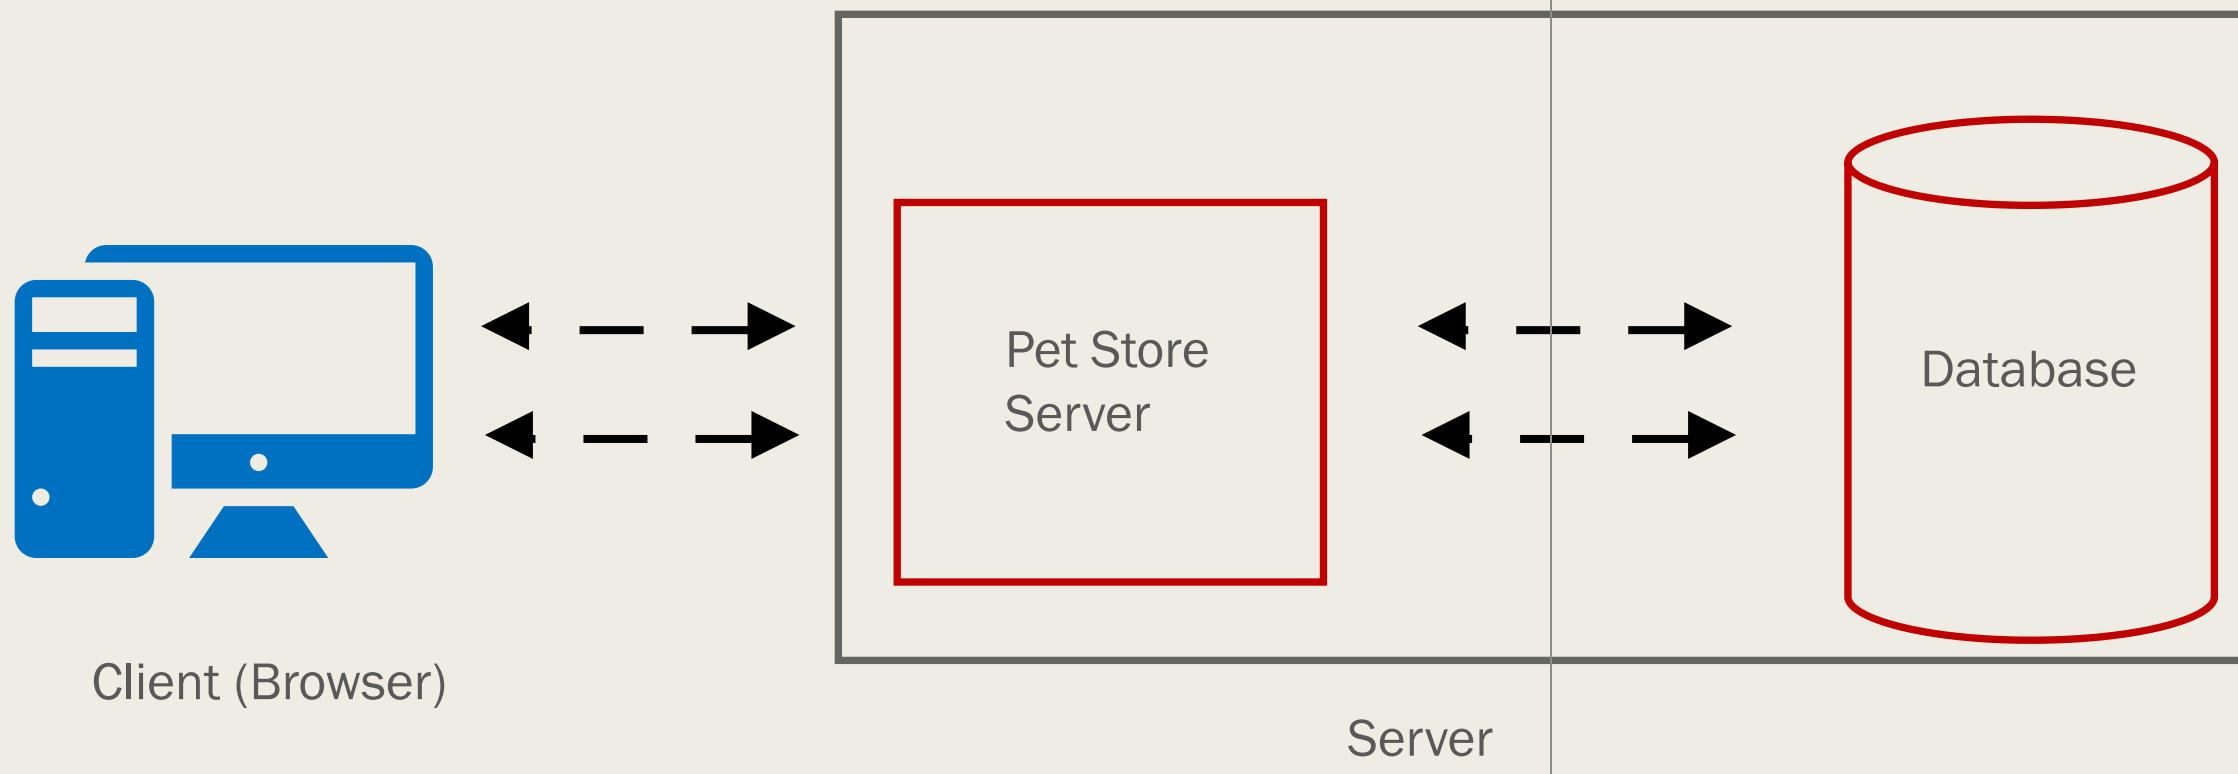 Pet Store
Server
Database
Client (Browser)
Server